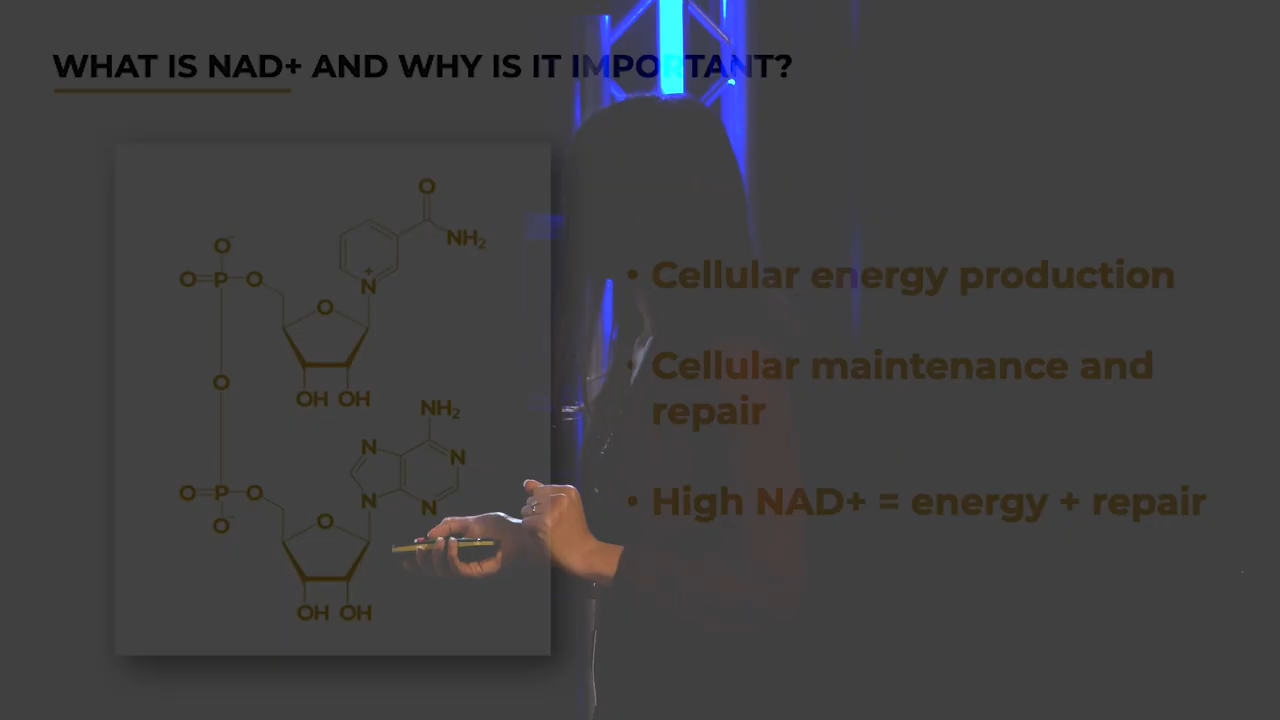 WHAT IS NAD+ AND WHY IS IT IMPORTANT?
O
NH₂
O⁻
O
P
O
+
N
O
O
OH OH
NH₂
N
N
O
P
O
N
N
O⁻
O
OH OH
• Cellular energy production
• Cellular maintenance and
repair
• High NAD+ = energy + repair